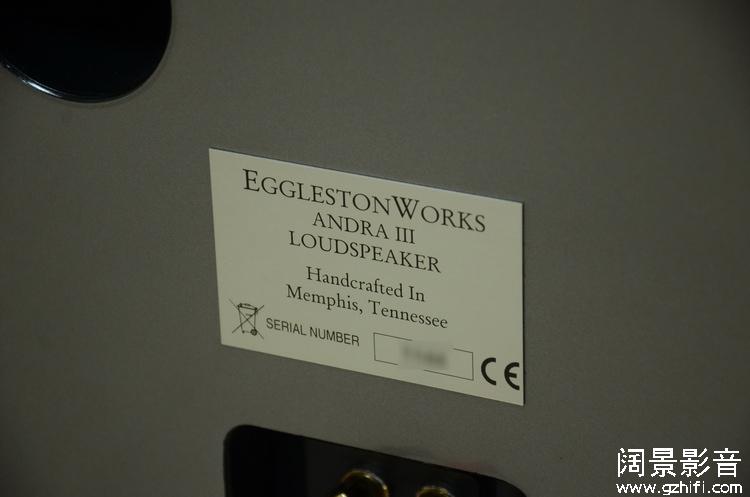 EGGLESTONWORKS
ANDRA III
LOUDSPEAKER
Handcrafted In
Memphis, Tennessee
SERIAL NUMBER
CE
阔景影音
www.gzhifi.com